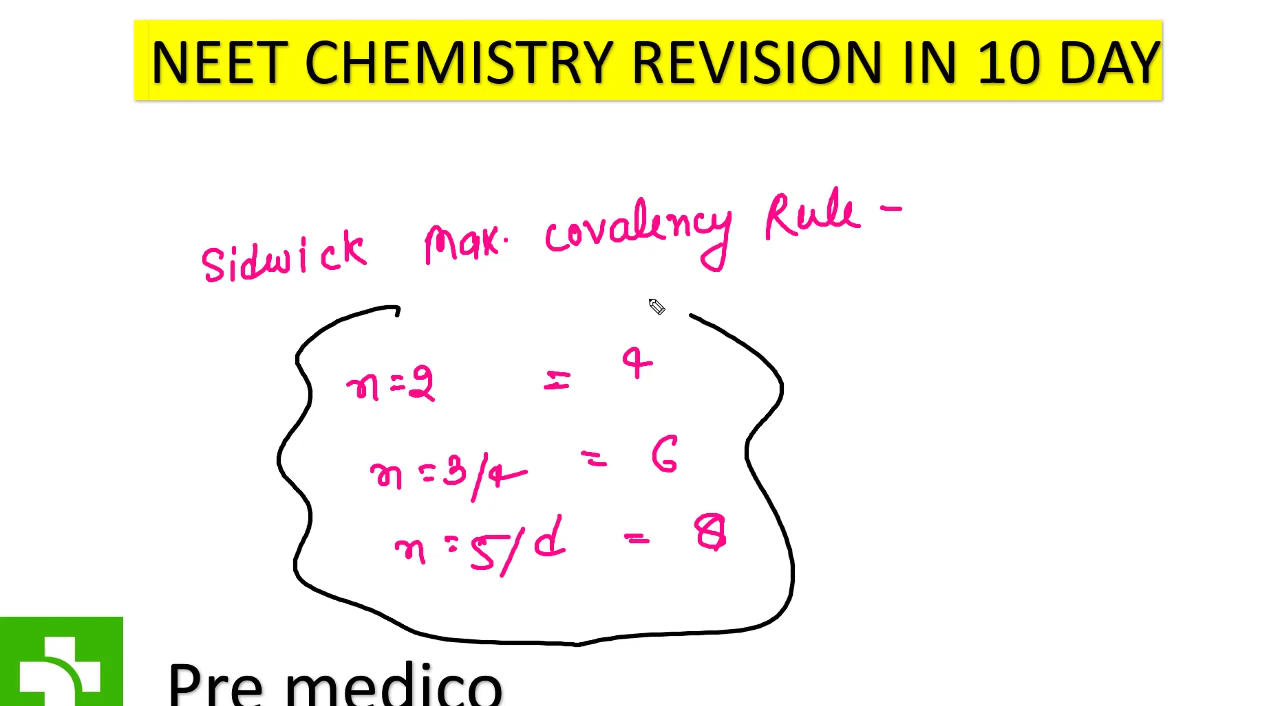 NEET CHEMISTRY REVISION IN 10 DAY
Sidwick Max. covalency Rule -
n=2 = 4
n=3/4 = 6
n=5/d = 8
Pre medico